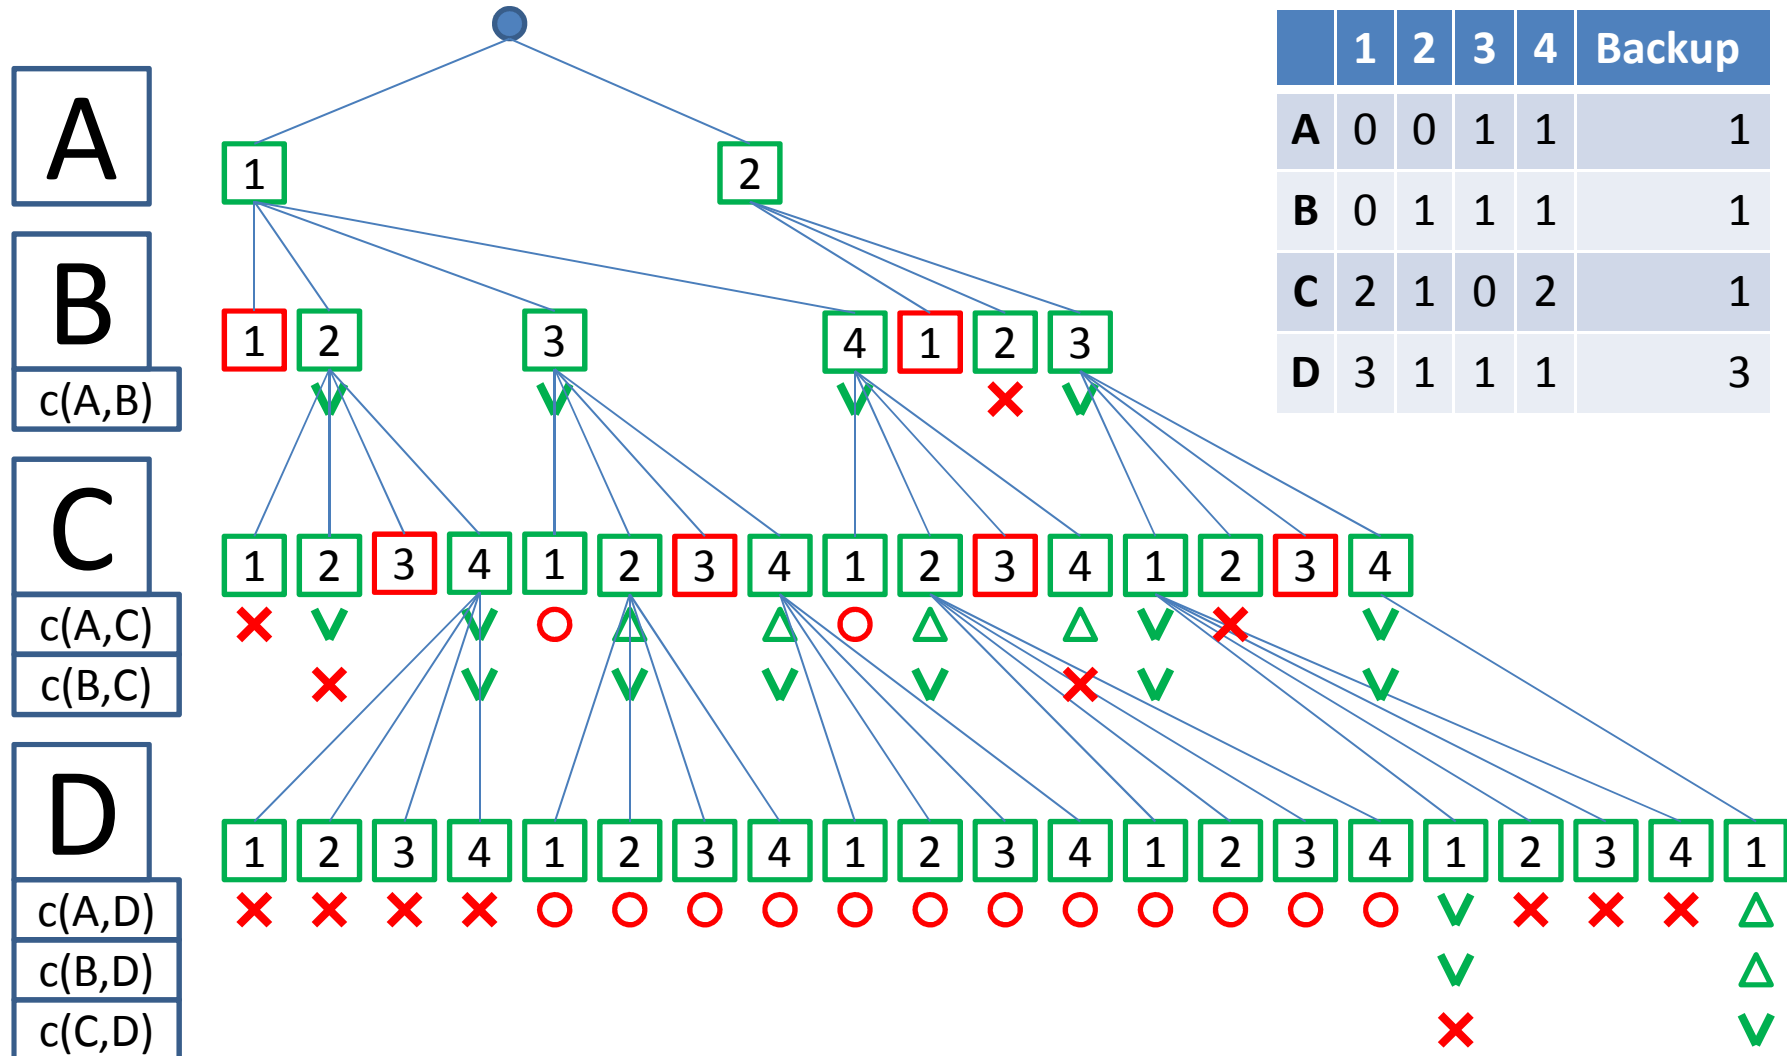 1 2 3 4 Backup
A 0 0 1 1 1
B 0 1 1 1 1
C 2 1 0 2 1
D 3 1 1 1 3
A
1 2
B
1 2 3 4 1 2 3
c(A,B)
C
1 2 3 4 1 2 3 4 1 2 3 4 1 2 3 4
c(A,C)
c(B,C)
D
1 2 3 4 1 2 3 4 1 2 3 4 1 2 3 4 1 2 3 4 1
c(A,D)
c(B,D)
c(C,D)